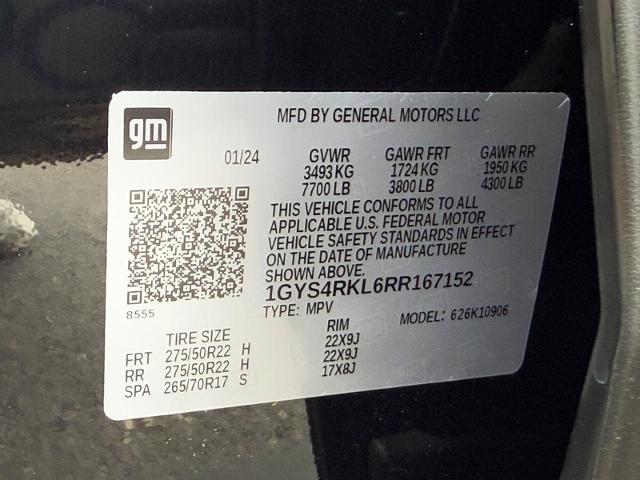 gm
MFD BY GENERAL MOTORS LLC
01/24 GVWR GAWR FRT GAWR RR
3493 KG 1724 KG 1950 KG
7700 LB 3800 LB 4300 LB
THIS VEHICLE CONFORMS TO ALL
APPLICABLE U.S. FEDERAL MOTOR
VEHICLE SAFETY STANDARDS IN EFFECT
ON THE DATE OF MANUFACTURE
SHOWN ABOVE.
1GYS4RKL6RR167152
8555
TYPE: MPV MODEL: 626K10906
TIRE SIZE RIM
FRT 275/50R22 H 22X9J
RR 275/50R22 H 22X9J
SPA 265/70R17 S 17X8J